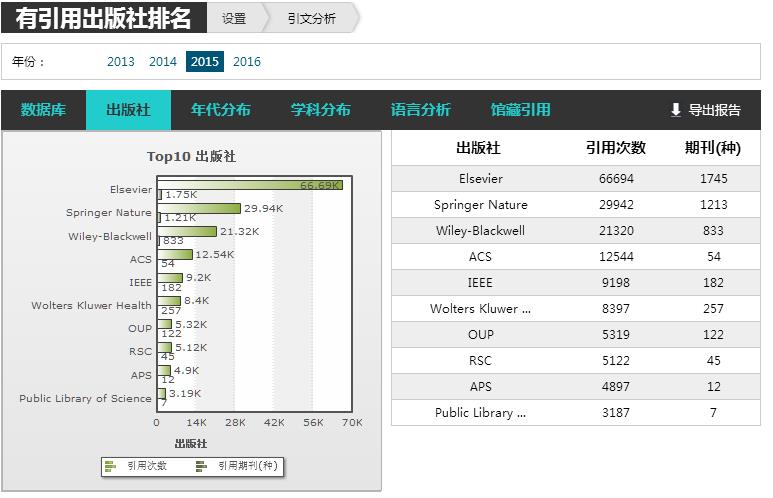 有引用出版社排名 设置 引文分析
年份： 2013 2014 2015 2016
数据库 出版社 年代分布 学科分布 语言分析 馆藏引用 导出报告
Top10 出版社
Elsevier 66.69K
1.75K
Springer Nature 29.94K
1.21K
Wiley-Blackwell 21.32K
833
ACS 12.54K
54
IEEE 9.2K
182
Wolters Kluwer Health 8.4K
257
OUP 5.32K
122
RSC 5.12K
45
APS 4.9K
12
Public Library of Science 3.19K
7
0 14K 28K 42K 56K 70K
出版社
引用次数 引用期刊(种)
出版社 引用次数 期刊(种)
Elsevier 66694 1745
Springer Nature 29942 1213
Wiley-Blackwell 21320 833
ACS 12544 54
IEEE 9198 182
Wolters Kluwer ... 8397 257
OUP 5319 122
RSC 5122 45
APS 4897 12
Public Library ... 3187 7